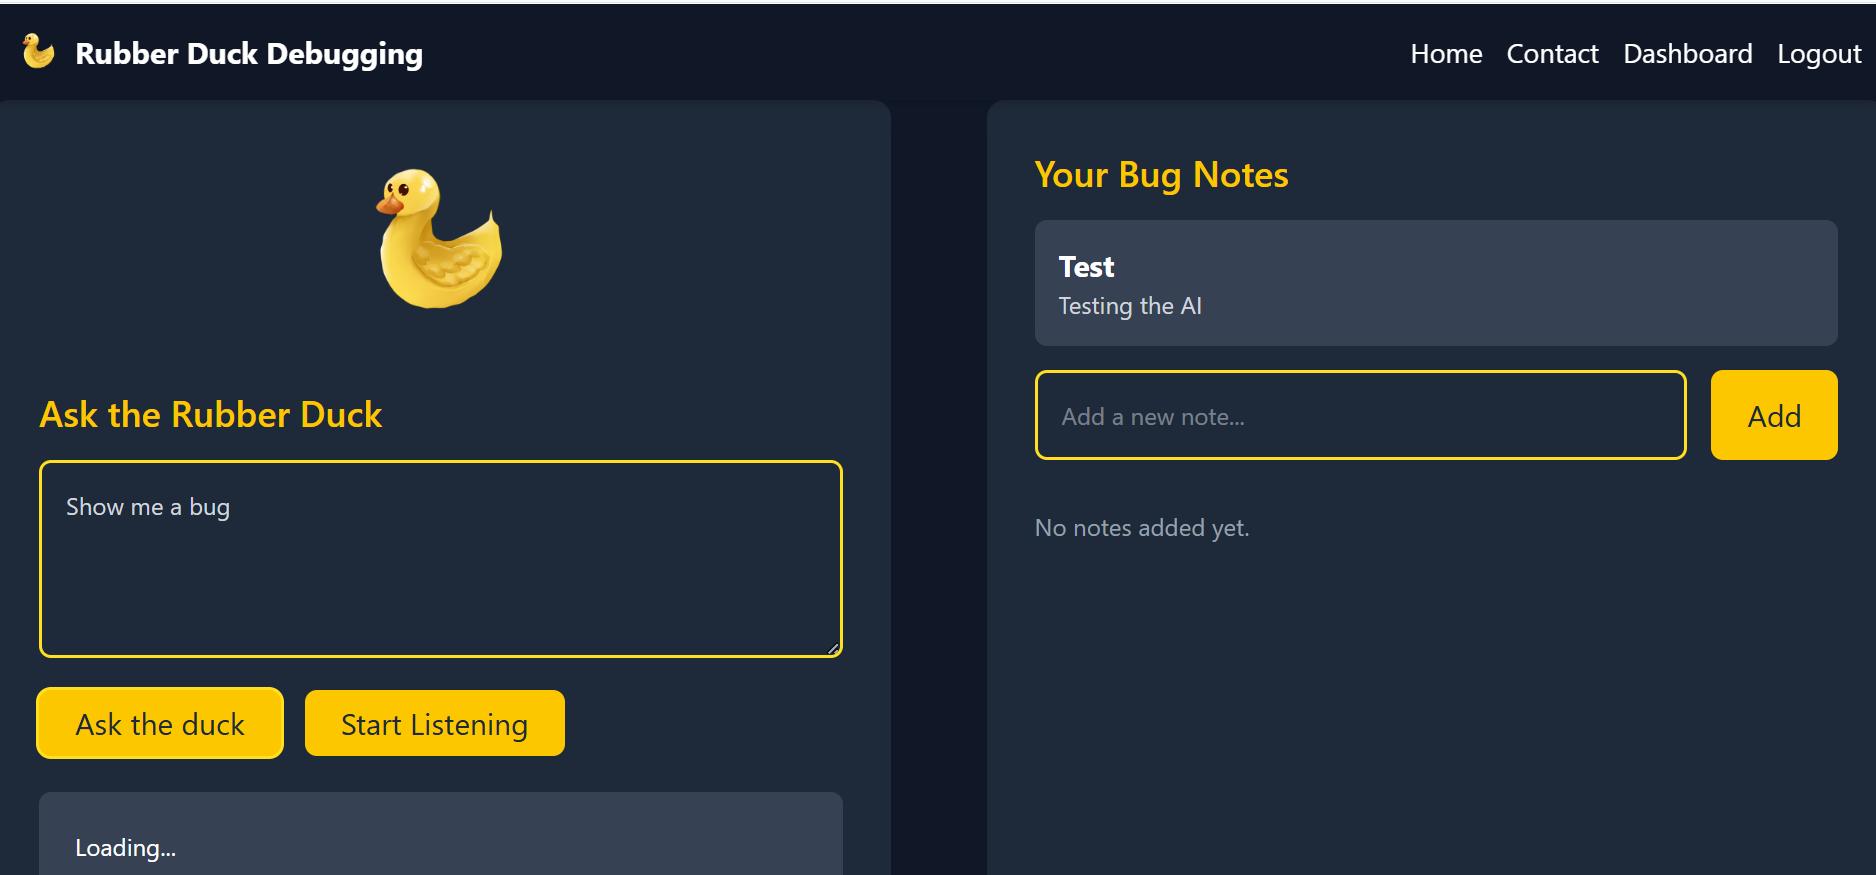 Rubber Duck Debugging
Home Contact Dashboard Logout
Ask the Rubber Duck
Show me a bug
Ask the duck
Start Listening
Loading...
Your Bug Notes
Test
Testing the AI
Add a new note...
Add
No notes added yet.